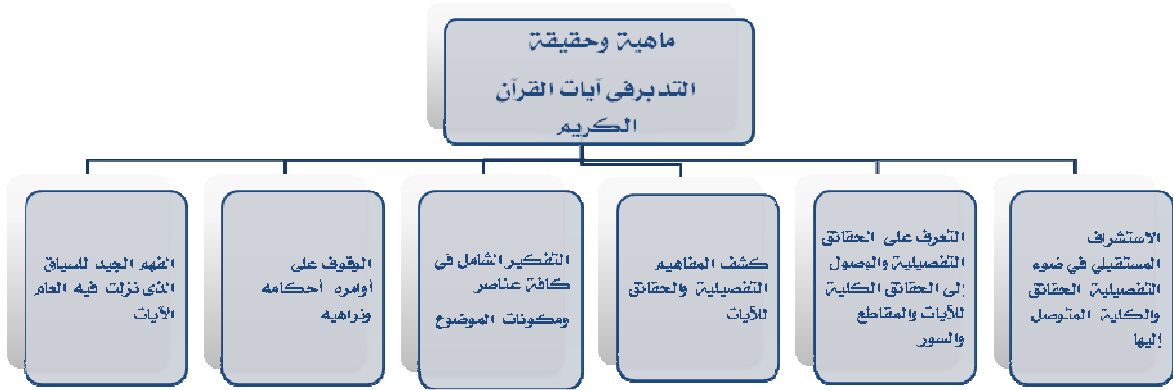 ماهية وحقيقة
التدبرفى آيات القرآن
الكريم
الاستشراف
المستقبلي في ضوء
التفصيلية الحقائق
والكلية المتوصل
إليها
التعرف على الحقائق
التفصيلية والوصول
إلى الحقائق الكلية
للآيات والمقاطع
والسور
كشف المفاهيم
التفصيلية والحقائق
للآيات
التفكير الشامل في
كافة عناصر
ومكونات الموضوع
الوقوف على
أوامره أحكامه
ونواهيه
الفهم الجيد للسياق
الذى نزلت فيه العام
الآيات